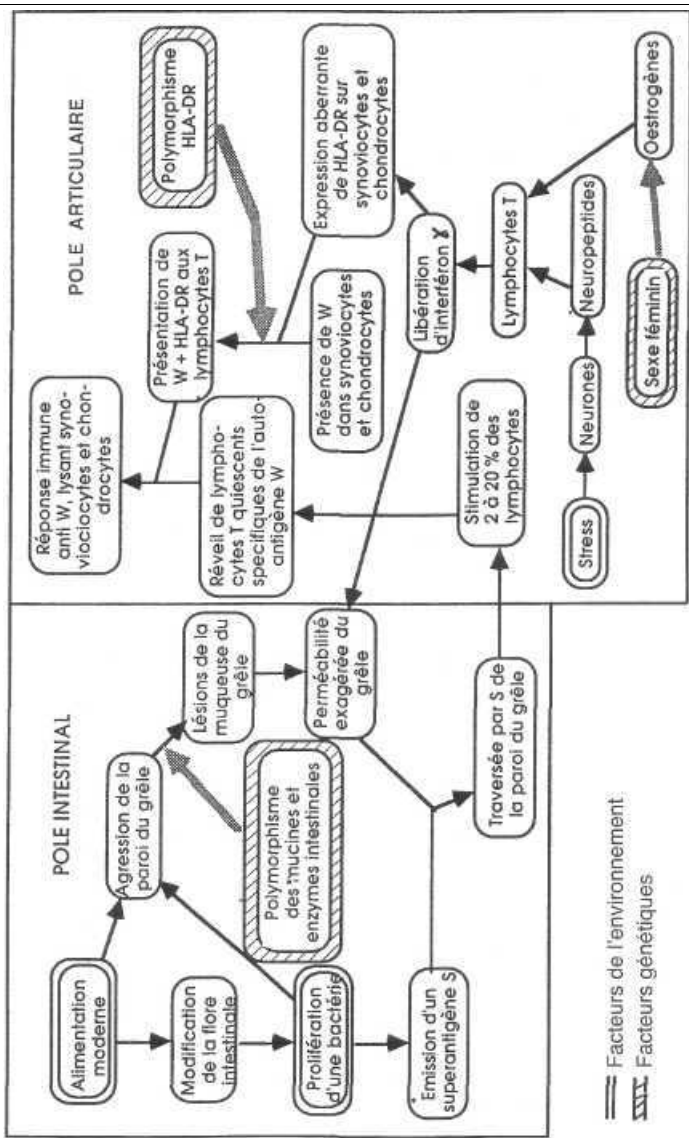 POLE INTESTINAL
Alimentation
moderne
Agression de la
paroi du grêle
Lésions de la
muqueuse du
grêle
Modification
de la flore
intestinale
Polymorphisme
des mucines et
enzymes intestinales
Perméabilité
exagérée du
grêle
Prolifération
d'une bactérie
Emission d'un
superantigène S
Traversée par S de
la paroi du grêle
POLE ARTICULAIRE
Réponse immune
anti W, lysant syno-
viociocytes et chon-
drocytes
Présentation de
W + HLA-DR aux
lymphocytes T
Polymorphisme
HLA-DR
Réveil de lympho-
cytes T quiescents
spécifiques de l'auto-
antigène W
Présence de W
dans synoviocytes
et chondrocytes
Expression aberrante
de HLA-DR sur
synoviocytes et
chondrocytes
Libération
d'interféron ɣ
Stimulation de
2 à 20 % des
lymphocytes
Lymphocytes T
Stress
Neurones
Neuropeptides
Oestrogènes
Sexe féminin
Facteurs de l'environnement
Facteurs génétiques